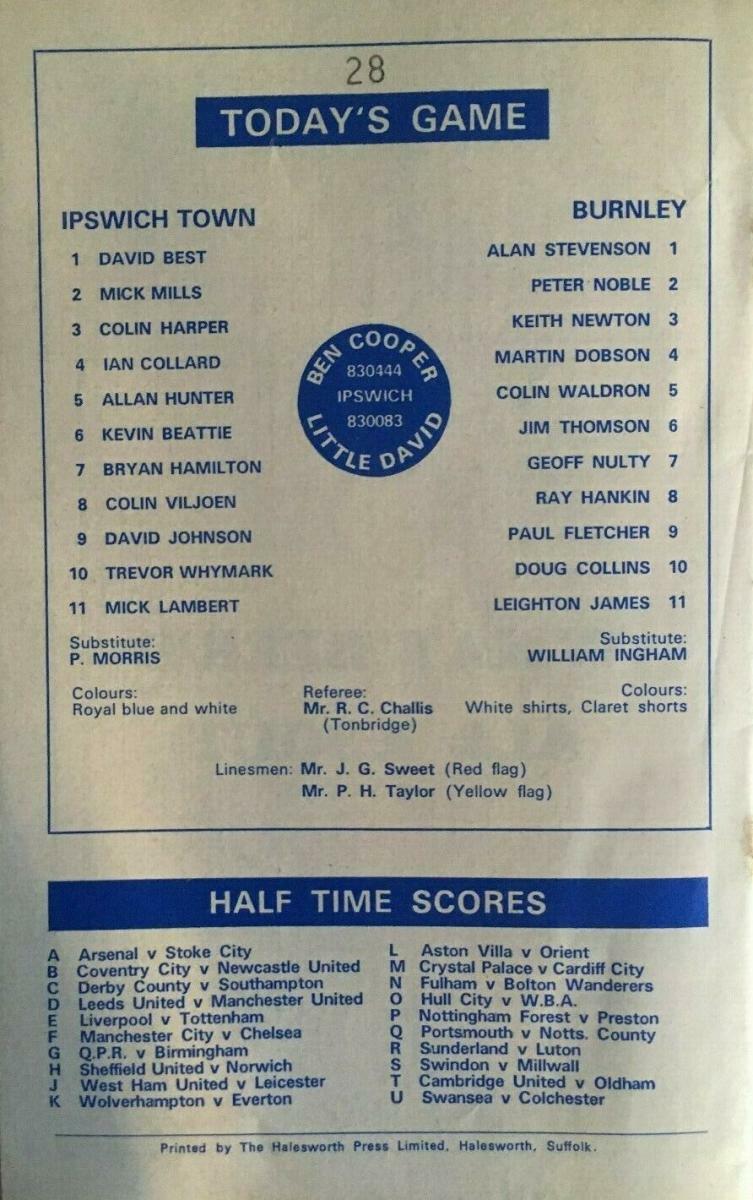 28
TODAY'S GAME
IPSWICH TOWN
1 DAVID BEST
2 MICK MILLS
3 COLIN HARPER
4 IAN COLLARD
5 ALLAN HUNTER
6 KEVIN BEATTIE
7 BRYAN HAMILTON
8 COLIN VILJOEN
9 DAVID JOHNSON
10 TREVOR WHYMARK
11 MICK LAMBERT
Substitute:
P. MORRIS
Colours:
Royal blue and white
BEN COOPER
830444
IPSWICH
830083
LITTLE DAVID
BURNLEY
ALAN STEVENSON 1
PETER NOBLE 2
KEITH NEWTON 3
MARTIN DOBSON 4
COLIN WALDRON 5
JIM THOMSON 6
GEOFF NULTY 7
RAY HANKIN 8
PAUL FLETCHER 9
DOUG COLLINS 10
LEIGHTON JAMES 11
Substitute:
WILLIAM INGHAM
Colours:
White shirts, Claret shorts
Referee:
Mr. R. C. Challis
(Tonbridge)
Linesmen: Mr. J. G. Sweet (Red flag)
Mr. P. H. Taylor (Yellow flag)
HALF TIME SCORES
A Arsenal v Stoke City
B Coventry City v Newcastle United
C Derby County v Southampton
D Leeds United v Manchester United
E Liverpool v Tottenham
F Manchester City v Chelsea
G Q.P.R. v Birmingham
H Sheffield United v Norwich
J West Ham United v Leicester
K Wolverhampton v Everton
L Aston Villa v Orient
M Crystal Palace v Cardiff City
N Fulham v Bolton Wanderers
O Hull City v W.B.A.
P Nottingham Forest v Preston
Q Portsmouth v Notts. County
R Sunderland v Luton
S Swindon v Millwall
T Cambridge United v Oldham
U Swansea v Colchester
Printed by The Halesworth Press Limited, Halesworth, Suffolk.